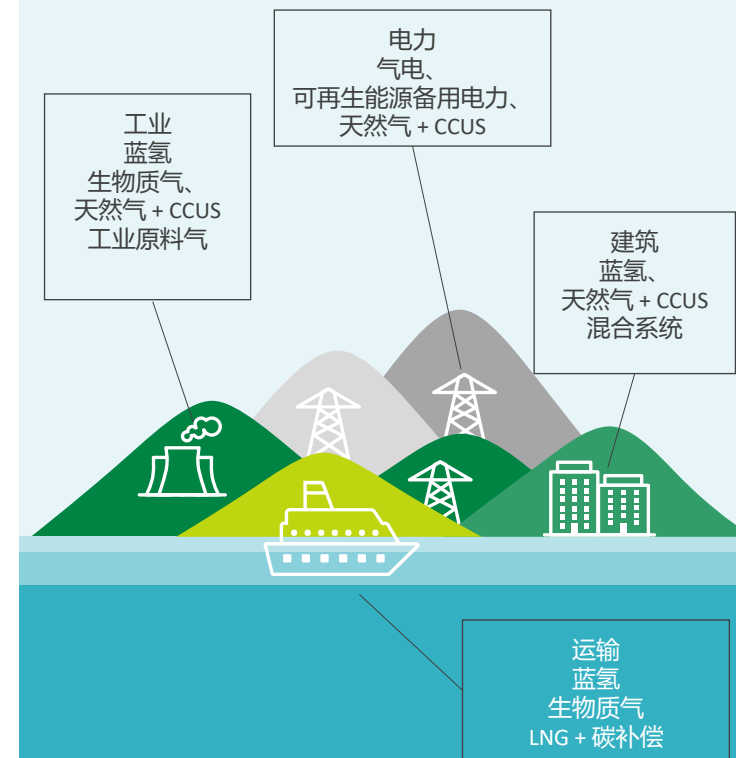 电力
气电、
可再生能源备用电力、
天然气 + CCUS
工业
蓝氢
生物质气、
天然气 + CCUS
工业原料气
建筑
蓝氢、
天然气 + CCUS
混合系统
运输
蓝氢
生物质气
LNG + 碳补偿